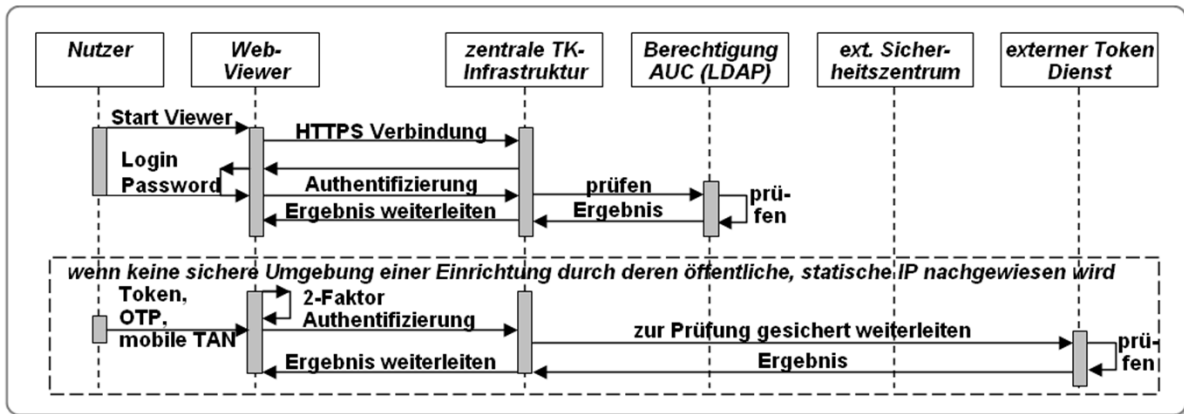 Nutzer
Web-
Viewer
zentrale TK-
Infrastruktur
Berechtigung
AUC (LDAP)
ext. Sicher-
heitszentrum
externer Token
Dienst
Start Viewer
HTTPS Verbindung
Login
Password
Authentifizierung
prüfen
prü-
fen
Ergebnis weiterleiten
Ergebnis
wenn keine sichere Umgebung einer Einrichtung durch deren öffentliche, statische IP nachgewiesen wird
Token,
OTP,
mobile TAN
2-Faktor
Authentifizierung
zur Prüfung gesichert weiterleiten
prü-
fen
Ergebnis weiterleiten
Ergebnis